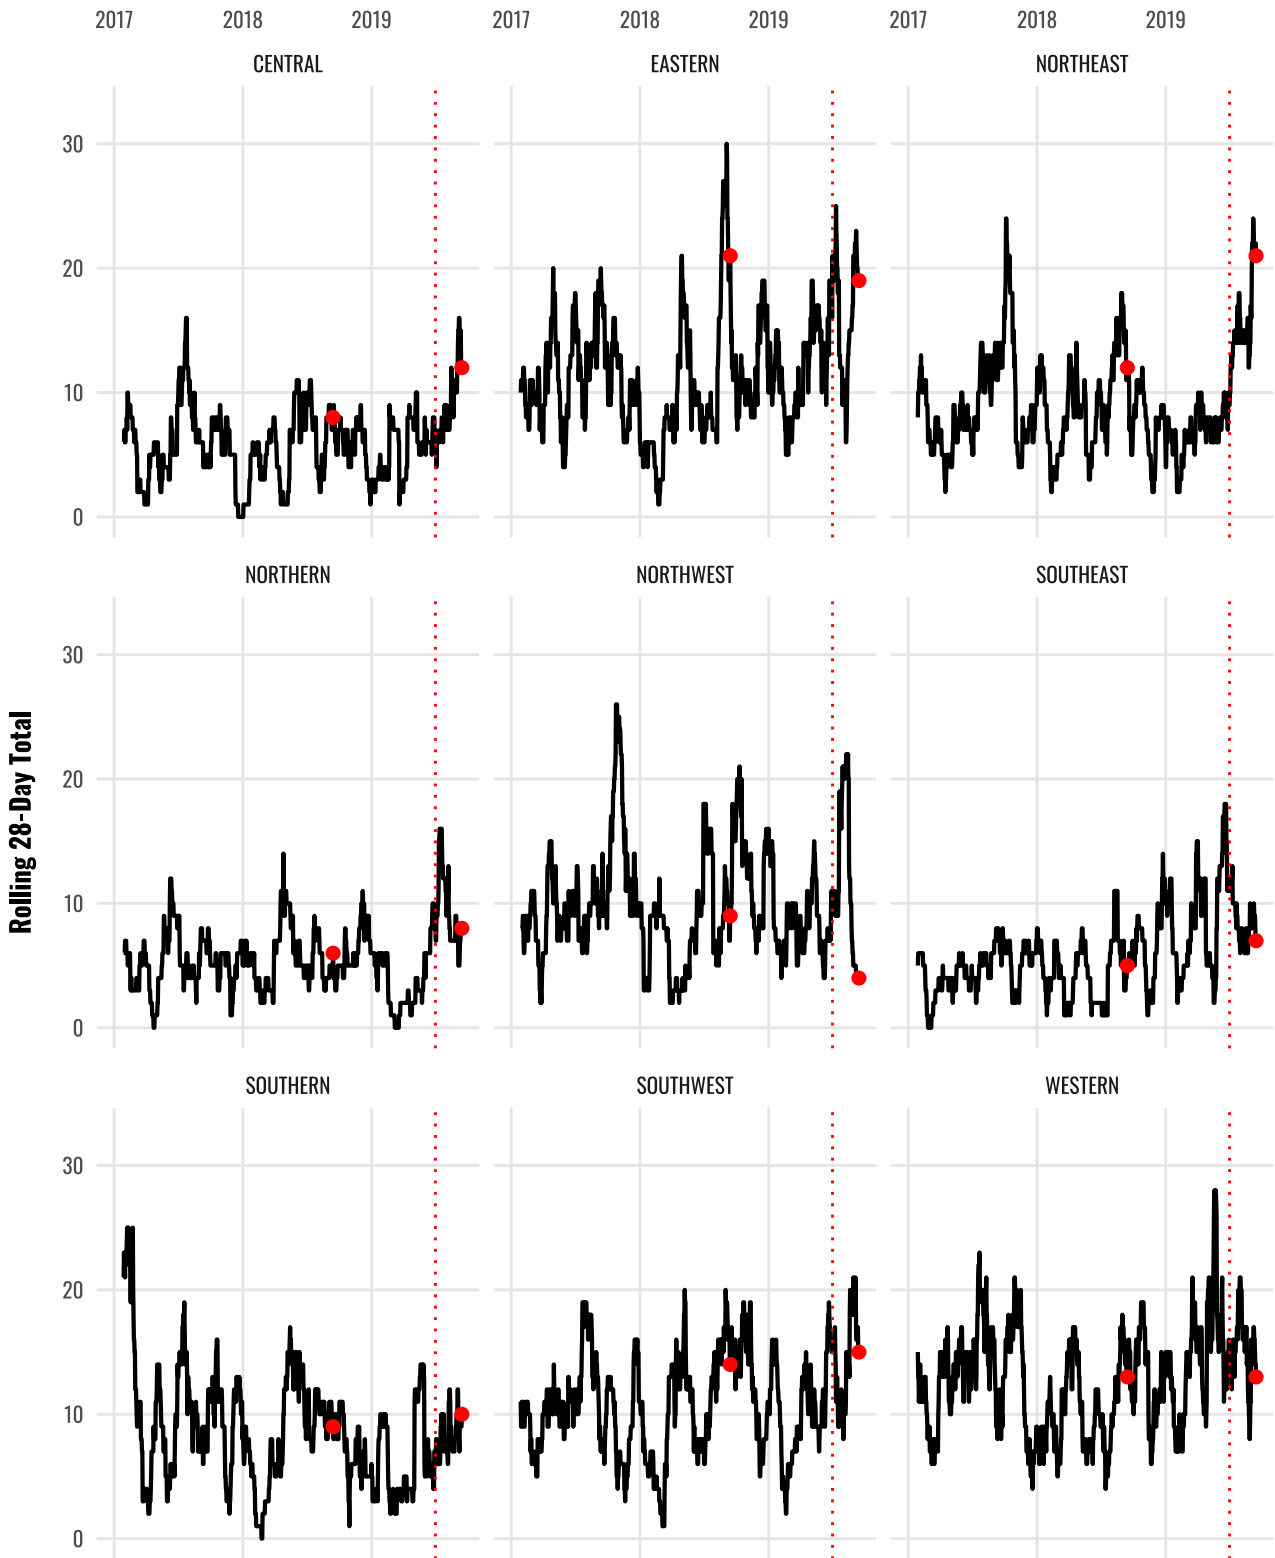 2017 2018 2019 2017 2018 2019 2017 2018 2019
CENTRAL EASTERN NORTHEAST
30
20
10
0
NORTHERN NORTHWEST SOUTHEAST
30
20
10
0
Rolling 28-Day Total
SOUTHERN SOUTHWEST WESTERN
30
20
10
0